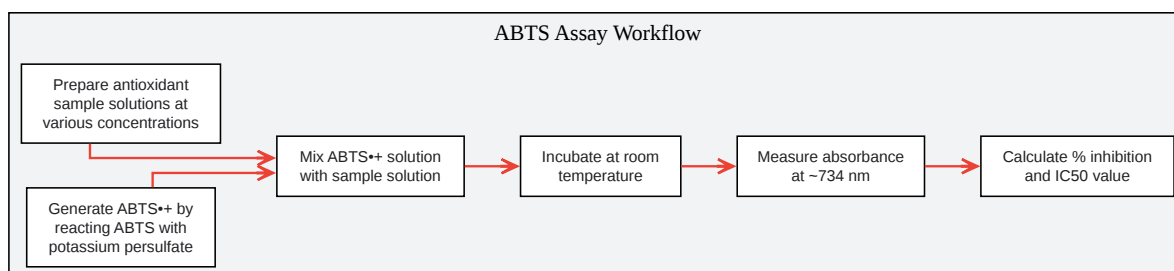 ABTS Assay Workflow
Prepare antioxidant
sample solutions at
various concentrations
Generate ABTS•+ by
reacting ABTS with
potassium persulfate
Mix ABTS•+ solution
with sample solution
Incubate at room
temperature
Measure absorbance
at ~734 nm
Calculate % inhibition
and IC50 value